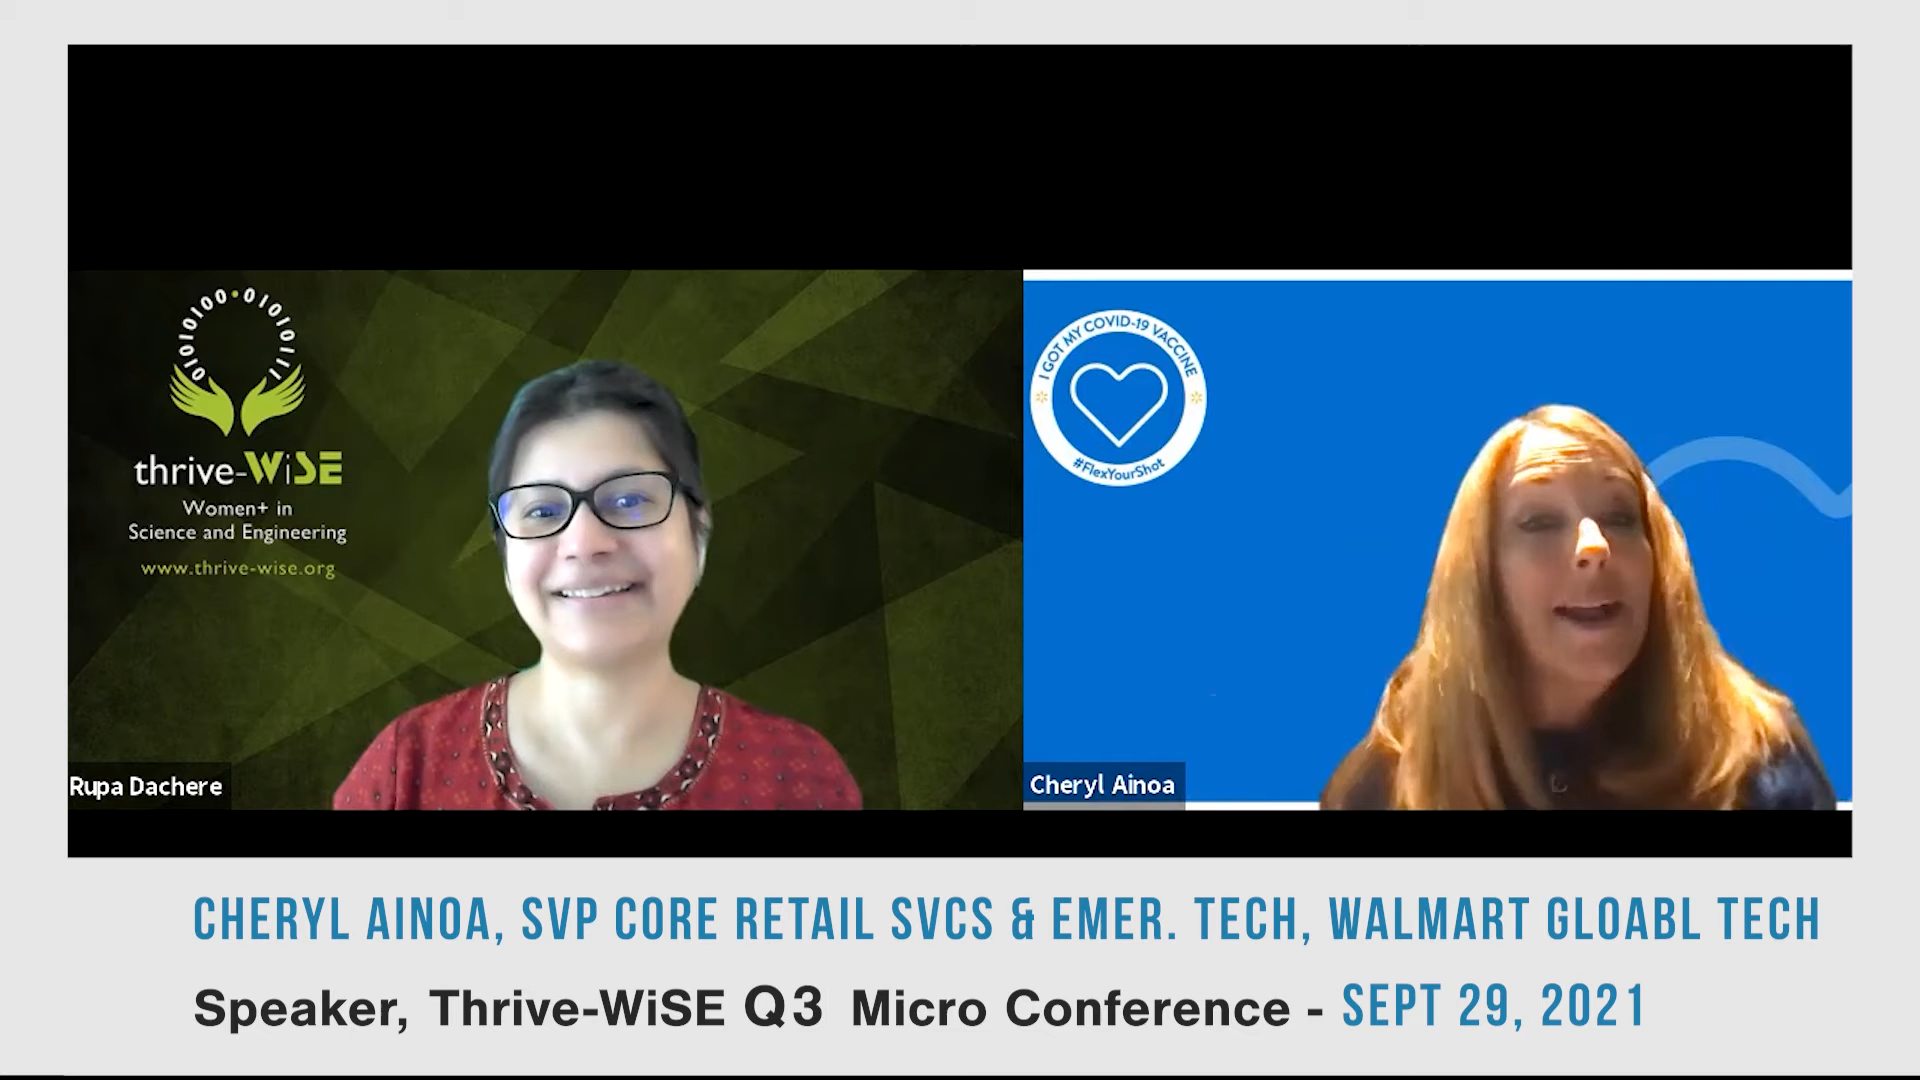 010100•01010111
thrive-WiSE
Women+ in
Science and Engineering
www.thrive-wise.org
Rupa Dachere
I GOT MY COVID-19 VACCINE
#FlexYourShot
Cheryl Ainoa
CHERYL AINOA, SVP CORE RETAIL SVCS & EMER. TECH, WALMART GLOABL TECH
Speaker, Thrive-WiSE Q3 Micro Conference - SEPT 29, 2021